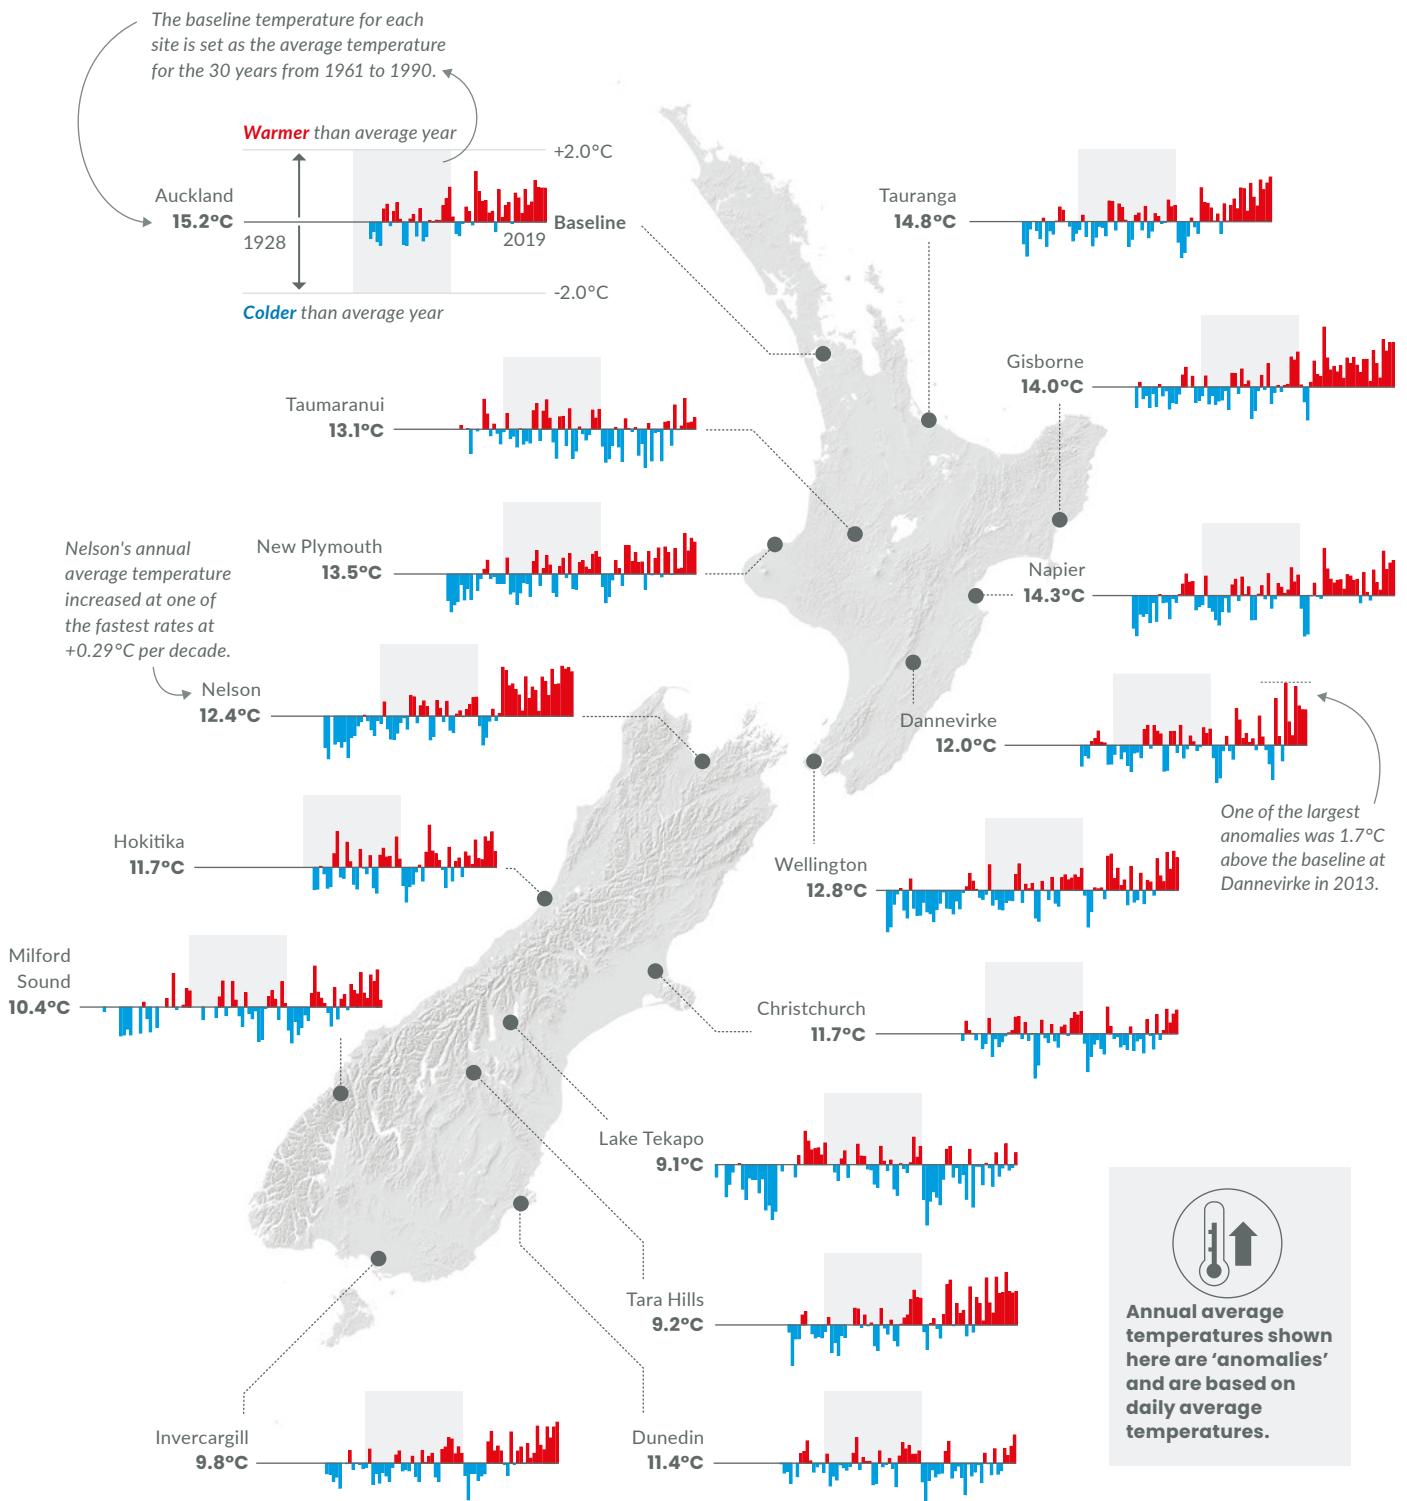 The baseline temperature for each
site is set as the average temperature
for the 30 years from 1961 to 1990.
Warmer than average year
+2.0°C
Auckland
15.2°C
Baseline
1928
2019
-2.0°C
Colder than average year
Tauranga
14.8°C
Gisborne
14.0°C
Taumaranui
13.1°C
New Plymouth
13.5°C
Napier
14.3°C
Nelson's annual
average temperature
increased at one of
the fastest rates at
+0.29°C per decade.
Nelson
12.4°C
Dannevirke
12.0°C
One of the largest
anomalies was 1.7°C
above the baseline at
Dannevirke in 2013.
Hokitika
11.7°C
Wellington
12.8°C
Milford
Sound
10.4°C
Christchurch
11.7°C
Lake Tekapo
9.1°C
Tara Hills
9.2°C
Invercargill
9.8°C
Dunedin
11.4°C
Annual average
temperatures shown
here are ‘anomalies’
and are based on
daily average
temperatures.